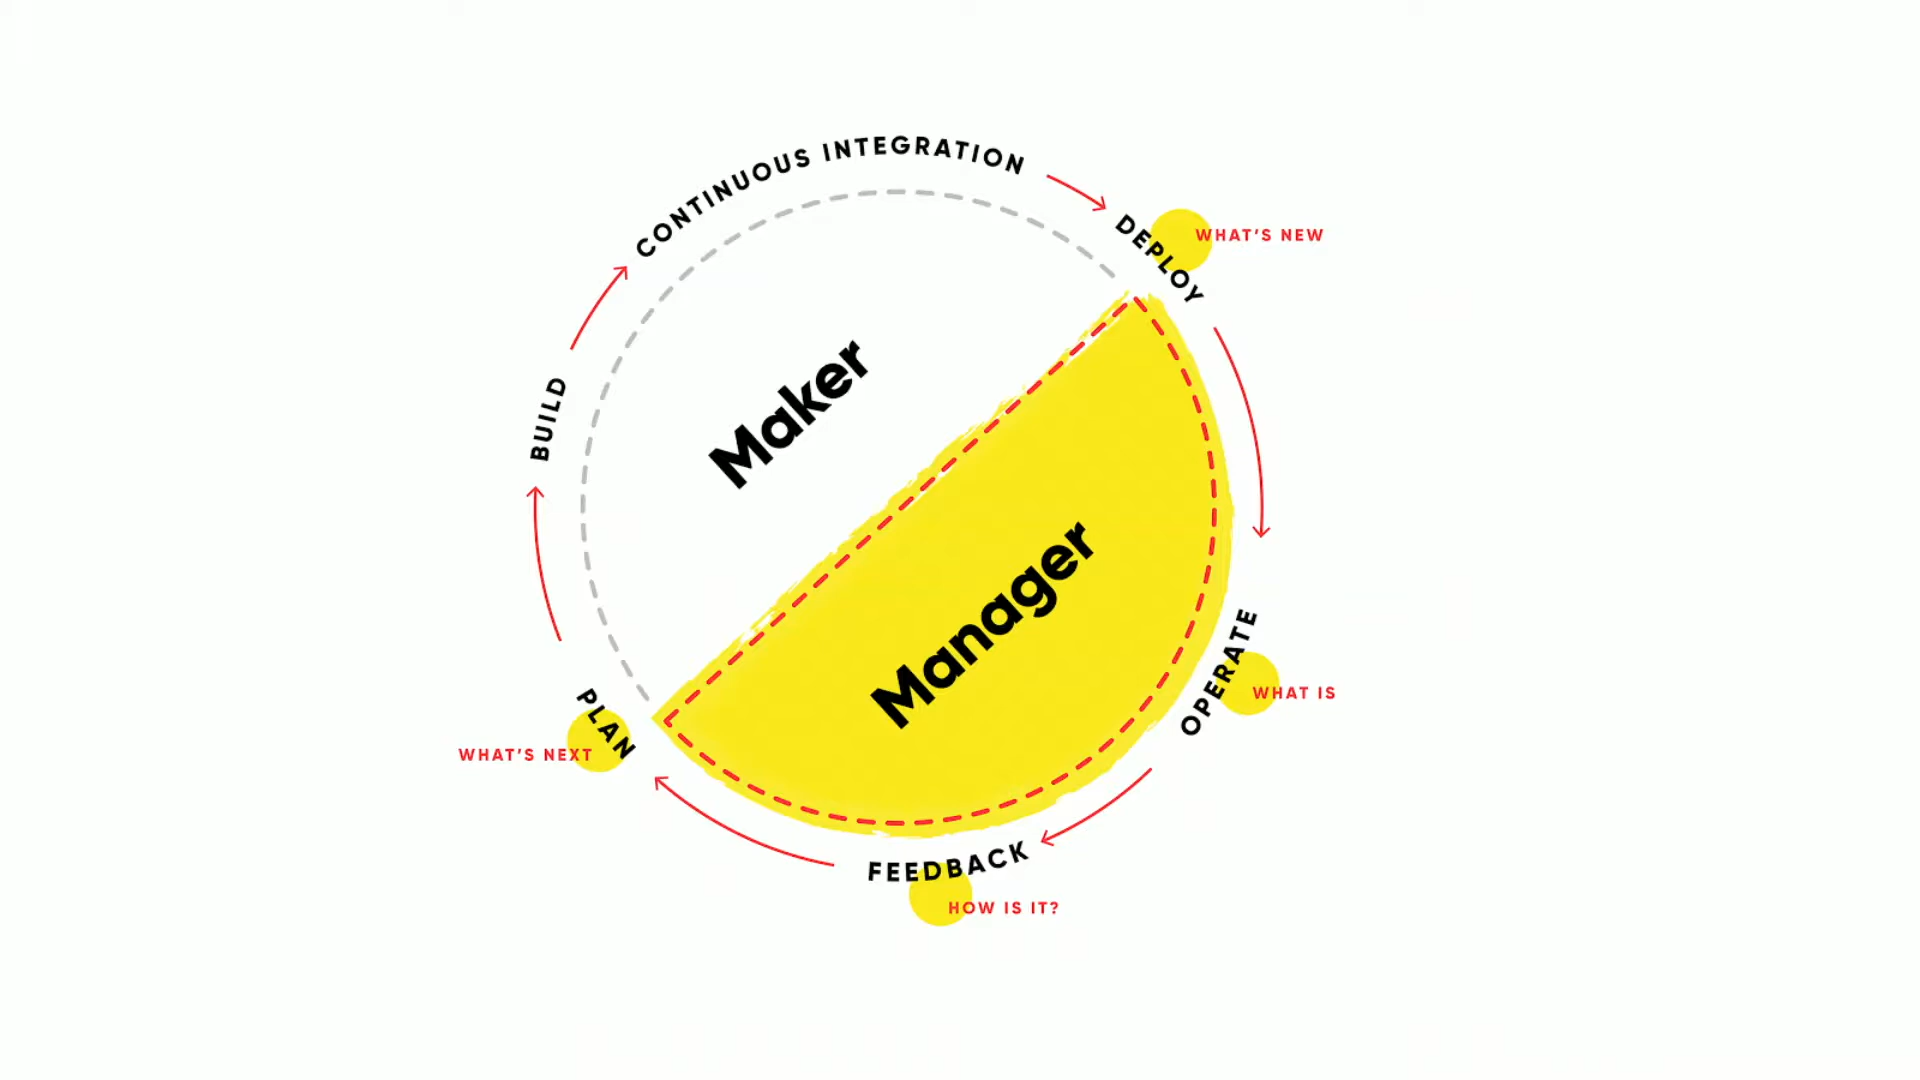 CONTINUOUS INTEGRATION
DEPLOY
WHAT'S NEW
BUILD
Maker
Manager
OPERATE
WHAT IS
PLAN
WHAT'S NEXT
FEEDBACK
HOW IS IT?